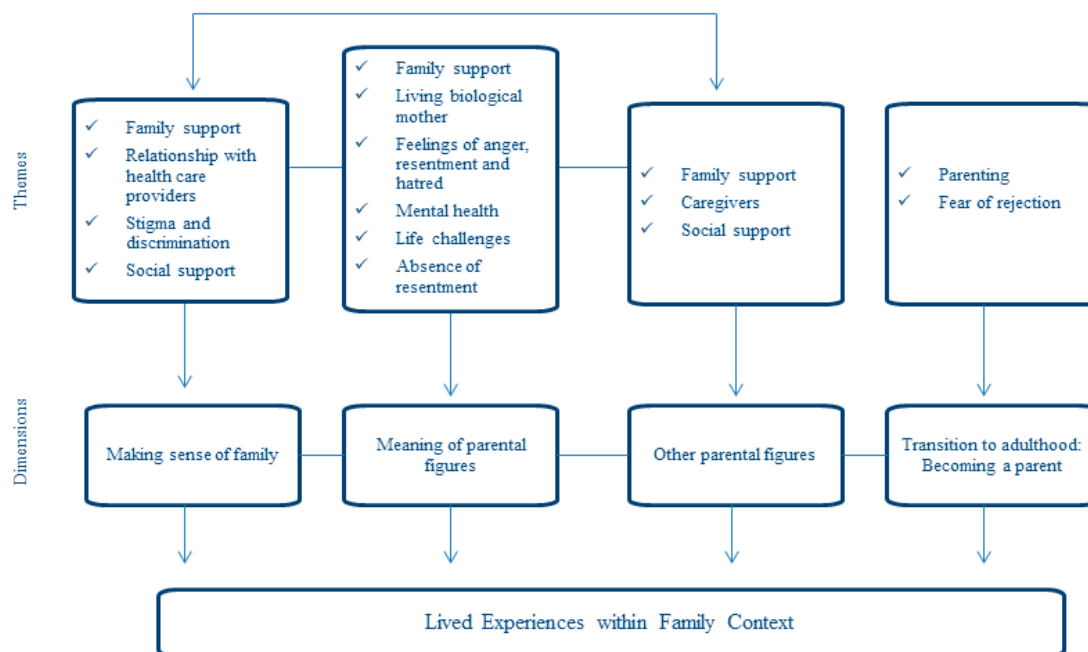 Themes
Family support
Relationship with
health care
providers
Stigma and
discrimination
Social support
Family support
Living biological
mother
Feelings of anger,
resentment and
hatred
Mental health
Life challenges
Absence of
resentment
Family support
Caregivers
Social support
Parenting
Fear of rejection
Dimensions
Making sense of family
Meaning of parental
figures
Other parental figures
Transition to adulthood:
Becoming a parent
Lived Experiences within Family Context